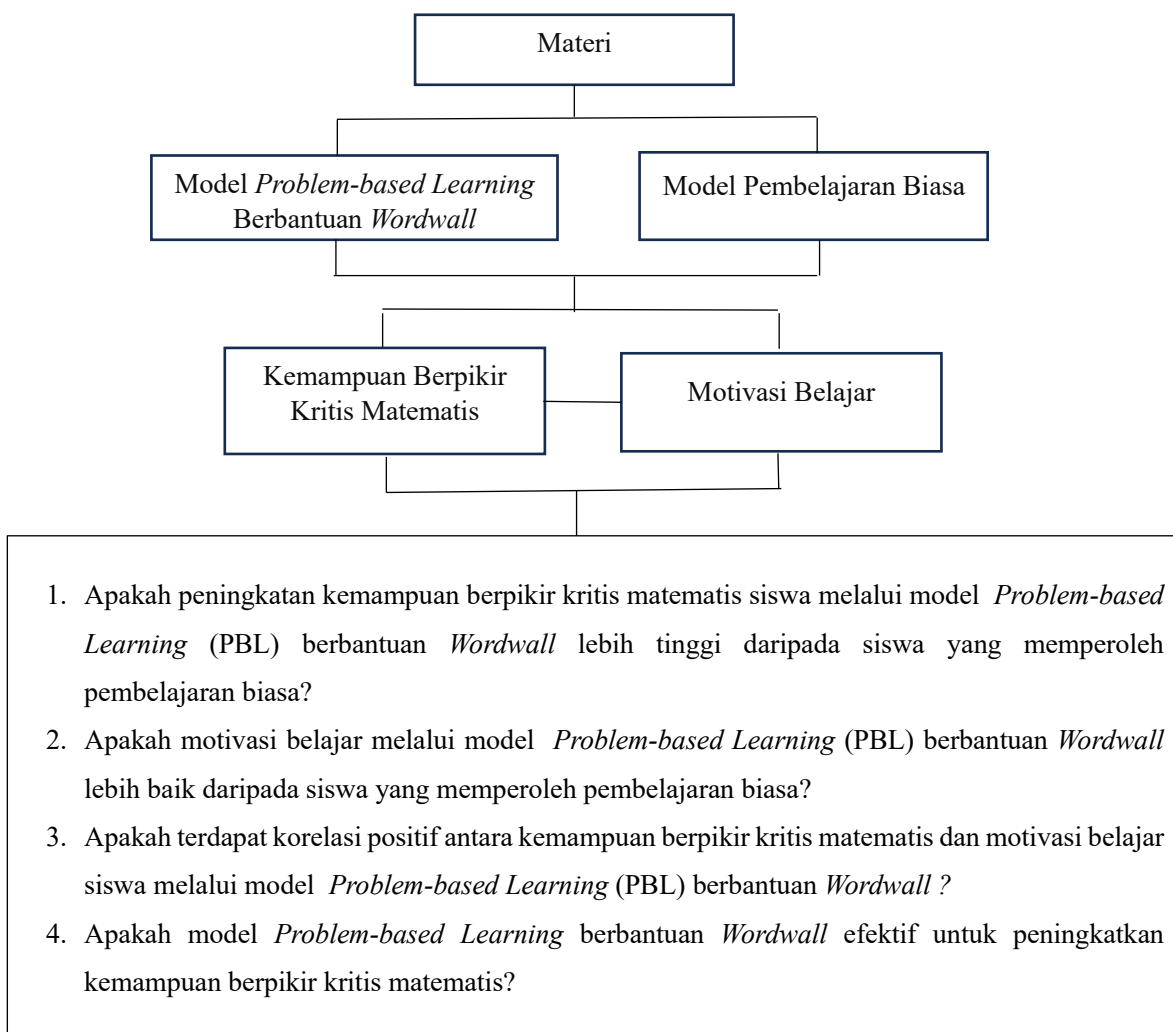 Materi
Model Problem-based Learning
Berbantuan Wordwall
Model Pembelajaran Biasa
Kemampuan Berpikir
Kritis Matematis
Motivasi Belajar
1. Apakah peningkatan kemampuan berpikir kritis matematis siswa melalui model Problem-based
Learning (PBL) berbantuan Wordwall lebih tinggi daripada siswa yang memperoleh
pembelajaran biasa?
2. Apakah motivasi belajar melalui model Problem-based Learning (PBL) berbantuan Wordwall
lebih baik daripada siswa yang memperoleh pembelajaran biasa?
3. Apakah terdapat korelasi positif antara kemampuan berpikir kritis matematis dan motivasi belajar
siswa melalui model Problem-based Learning (PBL) berbantuan Wordwall ?
4. Apakah model Problem-based Learning berbantuan Wordwall efektif untuk peningkatkan
kemampuan berpikir kritis matematis?